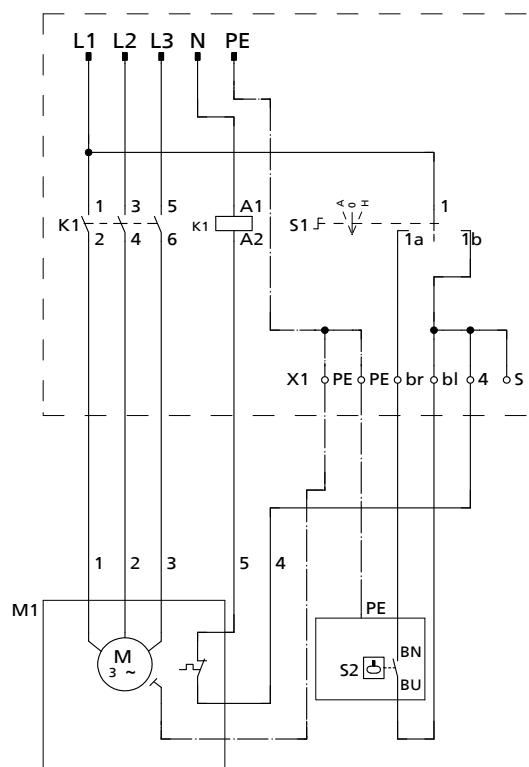 L1 L2 L3 N PE
1 3 5 A1 A 0 H 1
K1 K1 S1
2 4 6 A2 1a 1b
X1 PE PE br bl 4 S
1 2 3 5 4
M1 PE
M
3 ~
BN
S2
BU